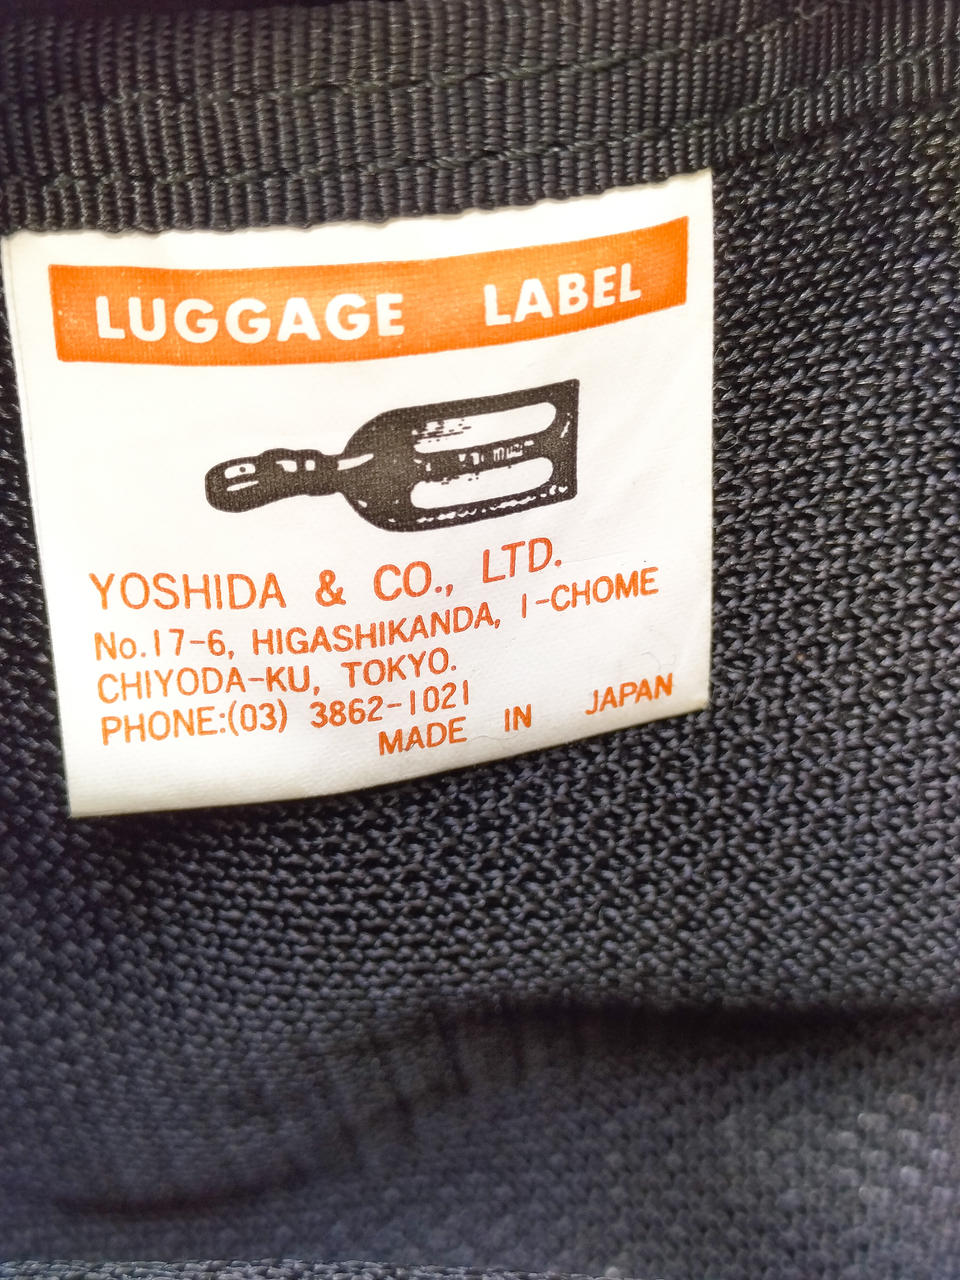 LUGGAGE LABEL
YOSHIDA & CO., LTD.
No.17-6, HIGASHIKANDA, 1-CHOME
CHIYODA-KU, TOKYO.
PHONE:(03) 3862-1021
MADE IN JAPAN